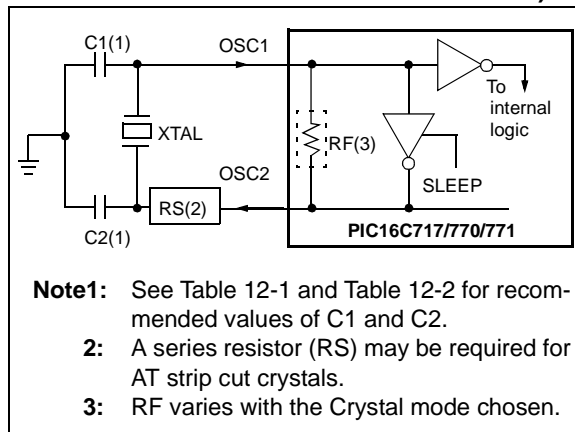 C1(1)
OSC1
To
internal
logic
XTAL
RF(3)
OSC2
SLEEP
RS(2)
C2(1)
PIC16C717/770/771
Note1: See Table 12-1 and Table 12-2 for recom-
mended values of C1 and C2.
2: A series resistor (RS) may be required for
AT strip cut crystals.
3: RF varies with the Crystal mode chosen.